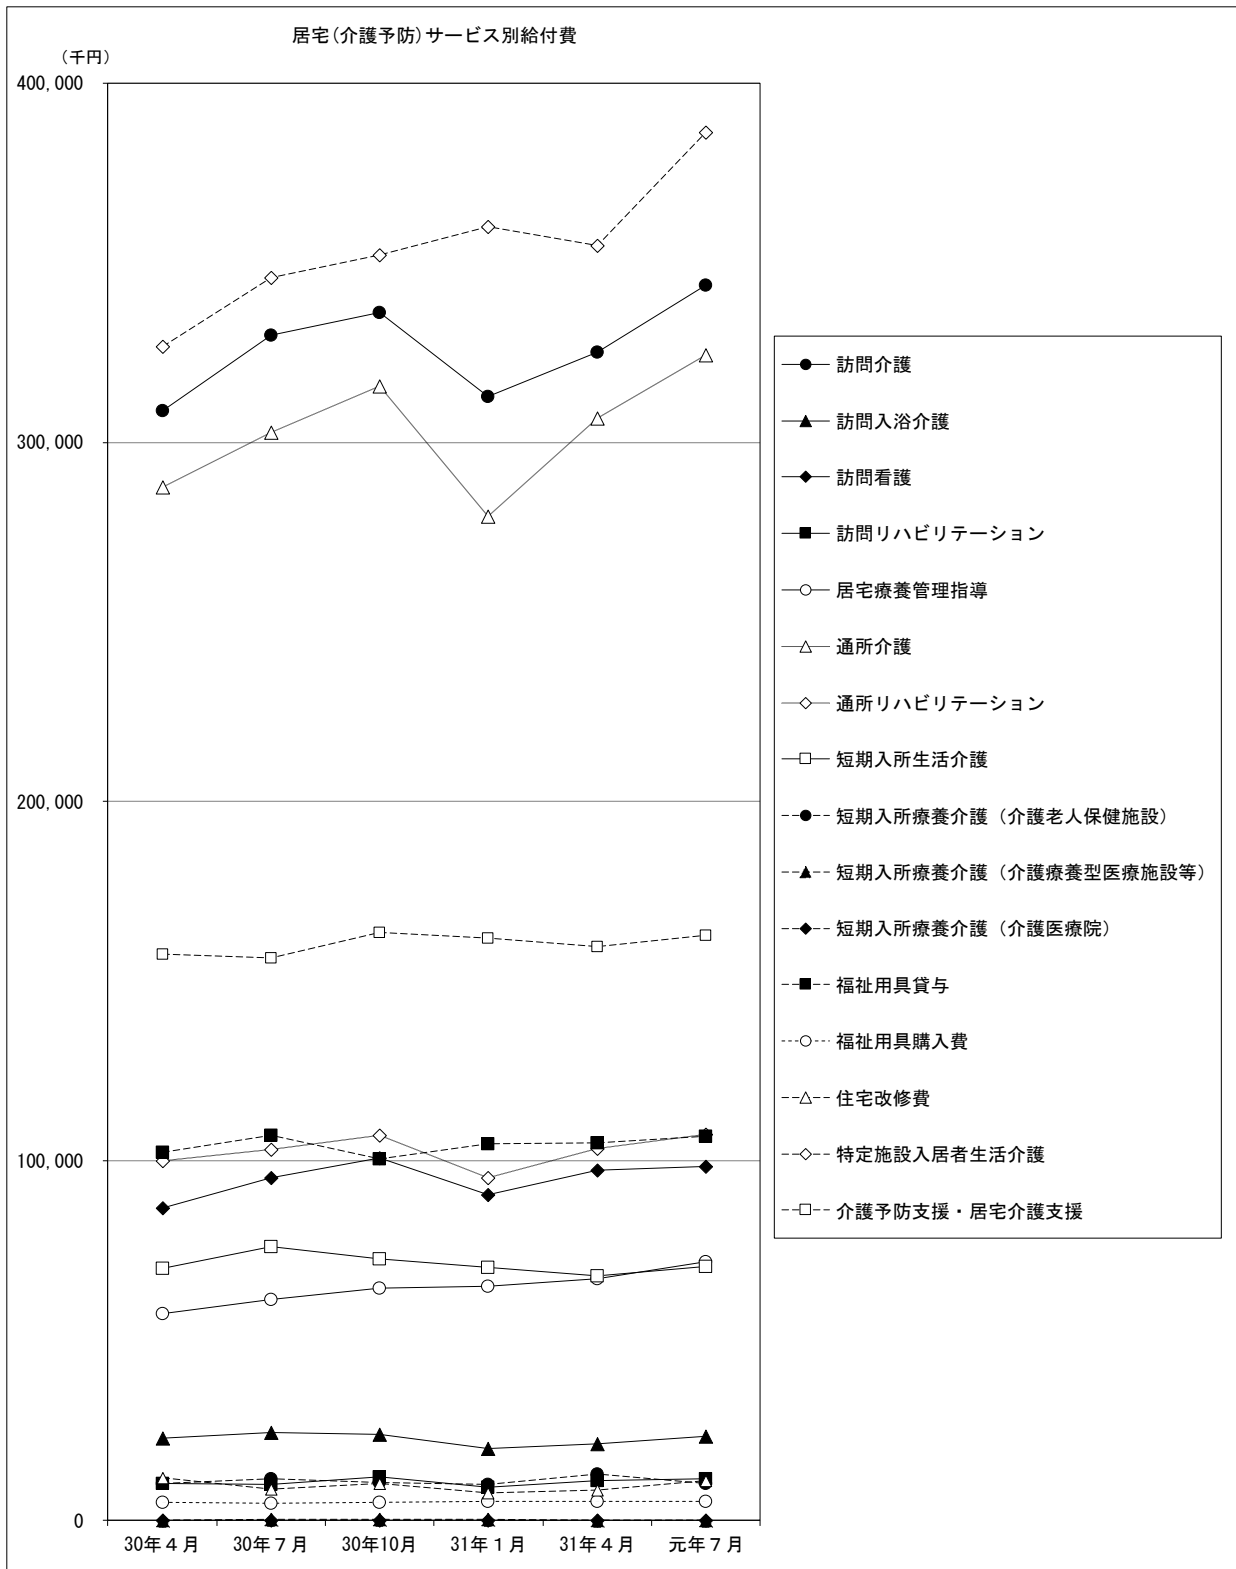 居宅(介護予防)サービス別給付費
（千円）
400,000
300,000
200,000
100,000
0
30年４月
30年７月
30年10月
31年１月
31年４月
元年７月
訪問介護
訪問入浴介護
訪問看護
訪問リハビリテーション
居宅療養管理指導
通所介護
通所リハビリテーション
短期入所生活介護
短期入所療養介護（介護老人保健施設）
短期入所療養介護（介護療養型医療施設等）
短期入所療養介護（介護医療院）
福祉用具貸与
福祉用具購入費
住宅改修費
特定施設入居者生活介護
介護予防支援・居宅介護支援